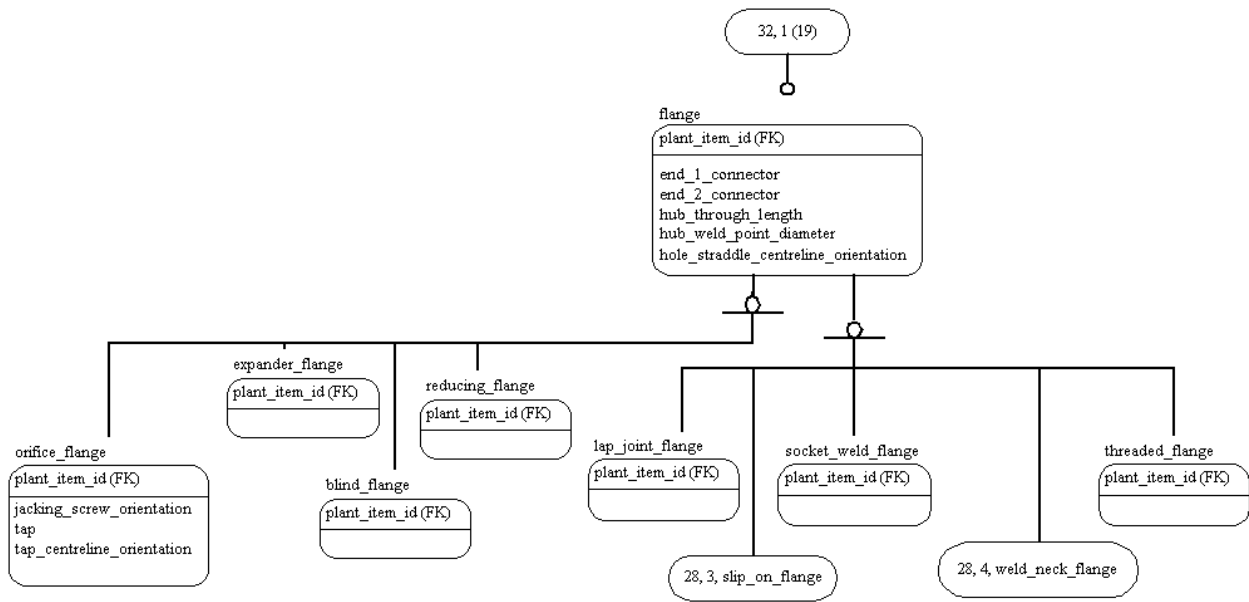 32, 1 (19)
flange
plant_item_id (FK)
end_1_connector
end_2_connector
hub_through_length
hub_weld_point_diameter
hole_straddle_centreline_orientation
expander_flange
plant_item_id (FK)
reducing_flange
plant_item_id (FK)
orifice_flange
plant_item_id (FK)
jacking_screw_orientation
tap
tap_centreline_orientation
blind_flange
plant_item_id (FK)
lap_joint_flange
plant_item_id (FK)
socket_weld_flange
plant_item_id (FK)
threaded_flange
plant_item_id (FK)
28, 3, slip_on_flange
28, 4, weld_neck_flange